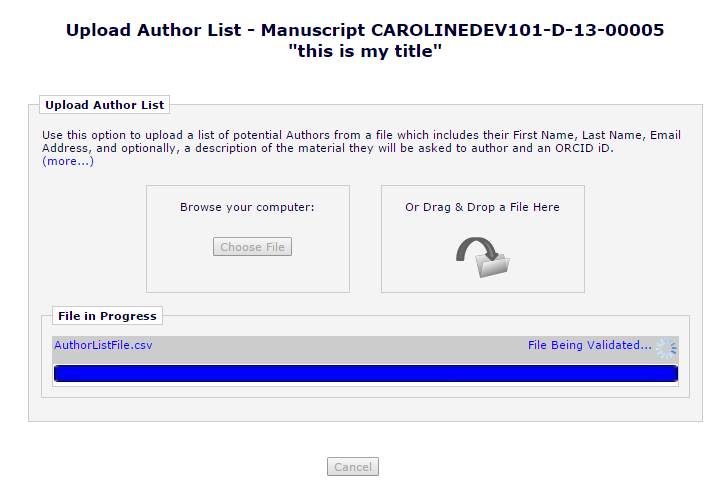 Upload Author List - Manuscript CAROLINEDEV101-D-13-00005
"this is my title"
Upload Author List
Use this option to upload a list of potential Authors from a file which includes their First Name, Last Name, Email
Address, and optionally, a description of the material they will be asked to author and an ORCID iD.
(more...)
Browse your computer:
Choose File
Or Drag & Drop a File Here
File in Progress
AuthorListFile.csv
File Being Validated...
Cancel